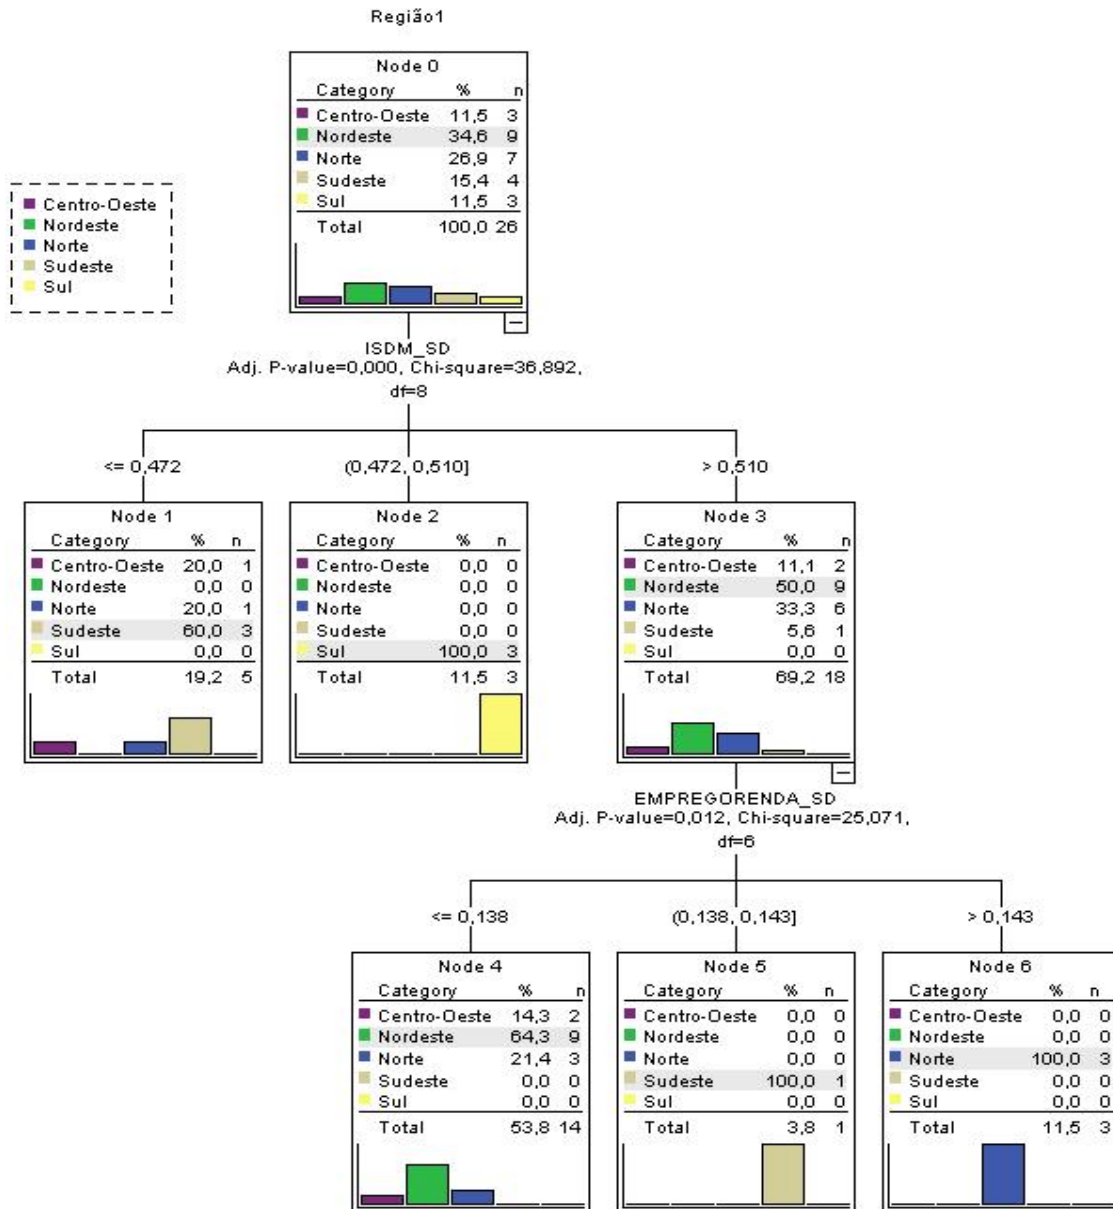 Região1
Node 0
Category % n
Centro-Oeste 11,5 3
Nordeste 34,6 9
Norte 26,9 7
Sudeste 15,4 4
Sul 11,5 3
Total 100,0 26
Centro-Oeste
Nordeste
Norte
Sudeste
Sul
ISDM_SD
Adj. P-value=0,000, Chi-square=36,892,
df=8
<= 0,472
(0,472, 0,510]
> 0,510
Node 1
Category % n
Centro-Oeste 20,0 1
Nordeste 0,0 0
Norte 20,0 1
Sudeste 60,0 3
Sul 0,0 0
Total 19,2 5
Node 2
Category % n
Centro-Oeste 0,0 0
Nordeste 0,0 0
Norte 0,0 0
Sudeste 0,0 0
Sul 100,0 3
Total 11,5 3
Node 3
Category % n
Centro-Oeste 11,1 2
Nordeste 50,0 9
Norte 33,3 6
Sudeste 5,6 1
Sul 0,0 0
Total 69,2 18
EMPREGORENDA_SD
Adj. P-value=0,012, Chi-square=25,071,
df=6
<= 0,138
(0,138, 0,143]
> 0,143
Node 4
Category % n
Centro-Oeste 14,3 2
Nordeste 64,3 9
Norte 21,4 3
Sudeste 0,0 0
Sul 0,0 0
Total 53,8 14
Node 5
Category % n
Centro-Oeste 0,0 0
Nordeste 0,0 0
Norte 0,0 0
Sudeste 100,0 1
Sul 0,0 0
Total 3,8 1
Node 6
Category % n
Centro-Oeste 0,0 0
Nordeste 0,0 0
Norte 100,0 3
Sudeste 0,0 0
Sul 0,0 0
Total 11,5 3